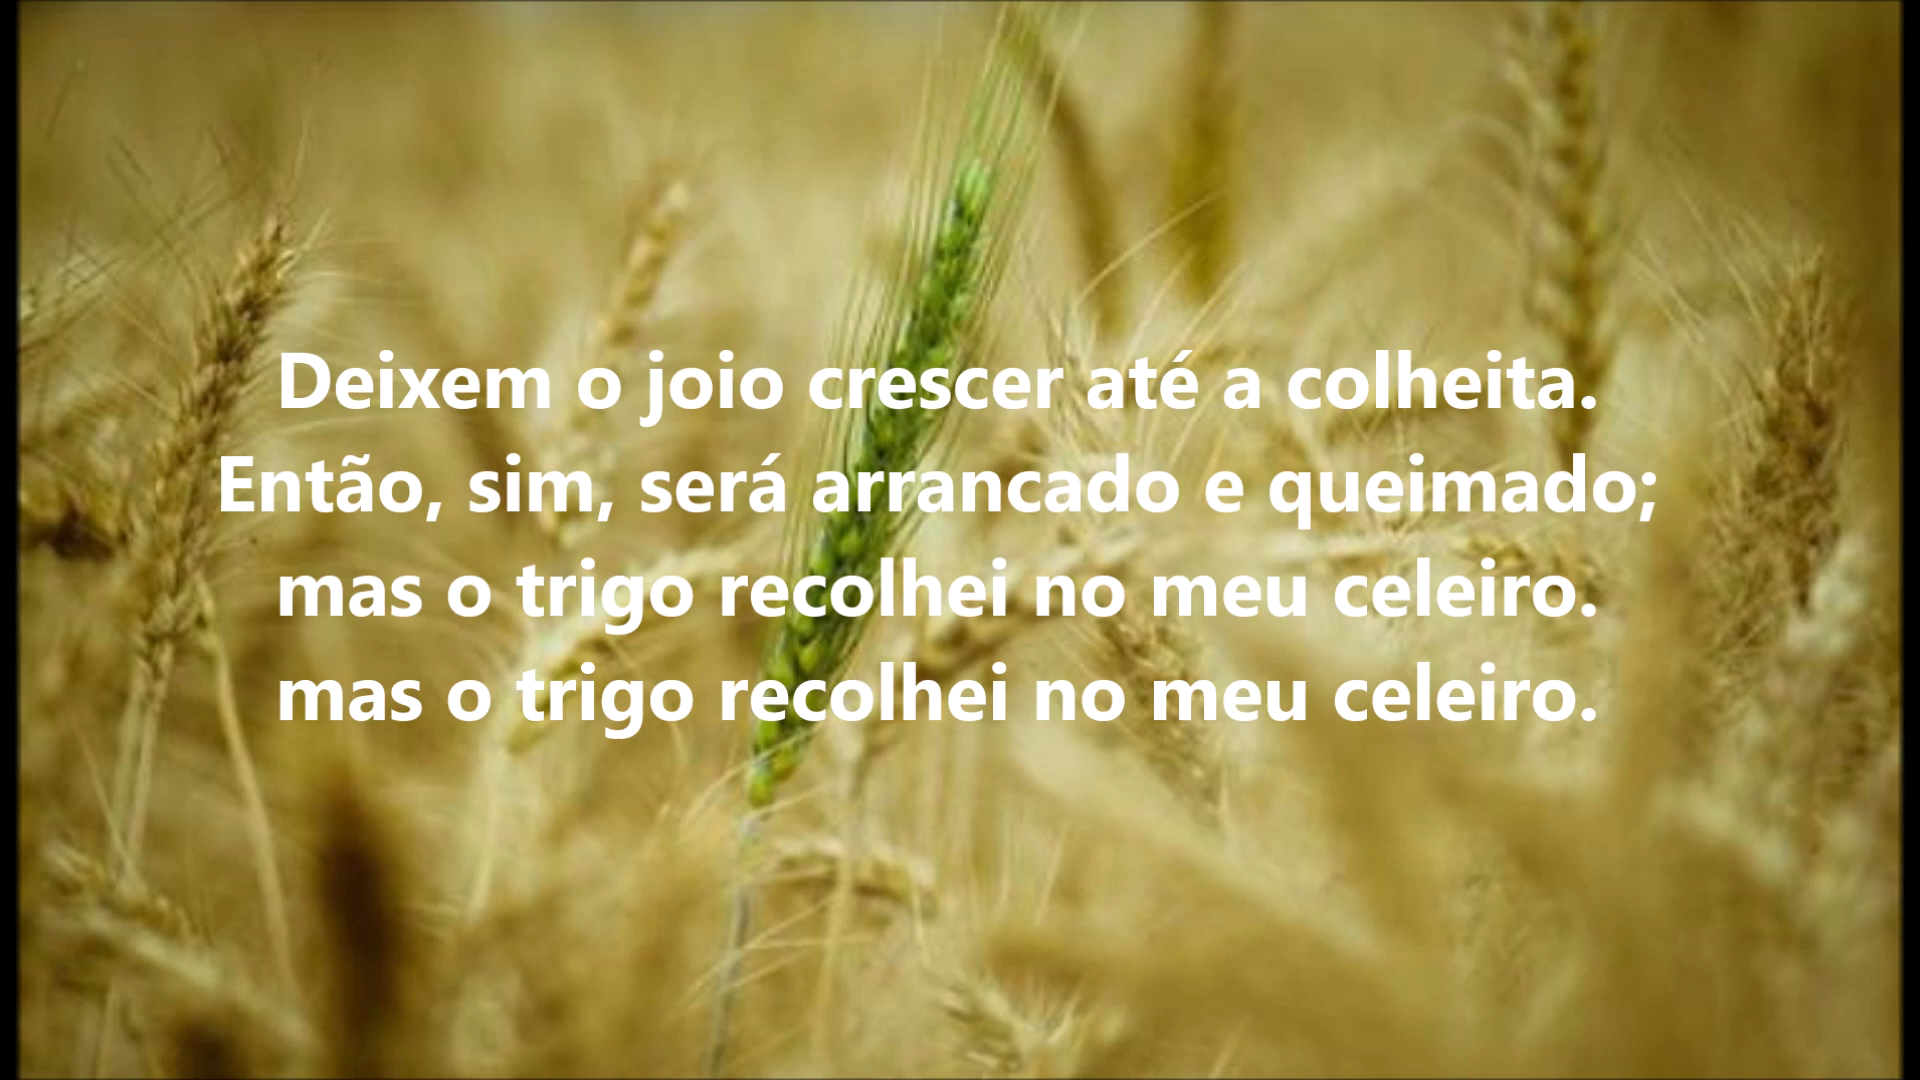 Deixem o joio crescer até a colheita.
Então, sim, será arrancado e queimado;
mas o trigo recolhei no meu celeiro.
mas o trigo recolhei no meu celeiro.